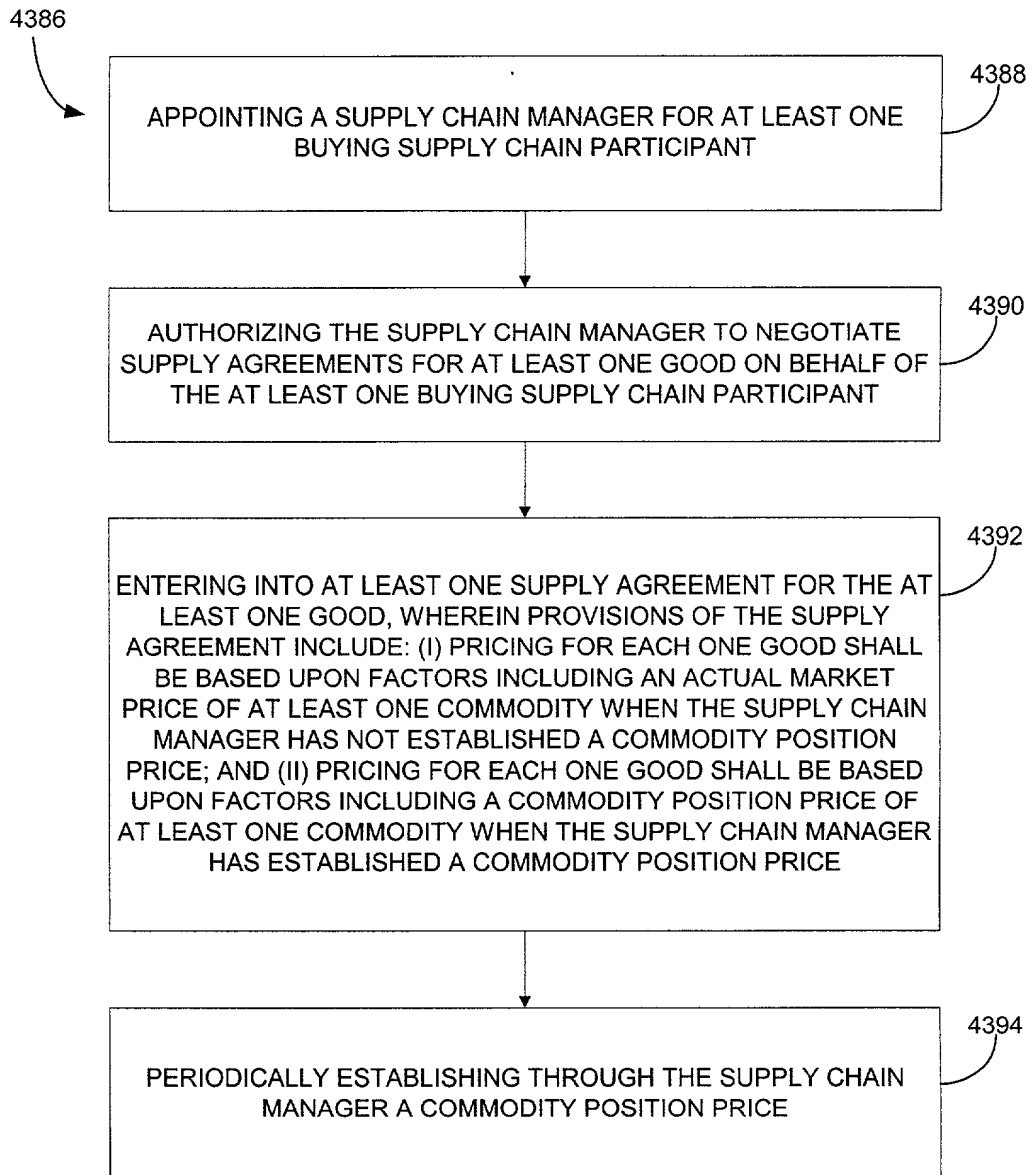 4386
4388
APPOINTING A SUPPLY CHAIN MANAGER FOR AT LEAST ONE
BUYING SUPPLY CHAIN PARTICIPANT
4390
AUTHORIZING THE SUPPLY CHAIN MANAGER TO NEGOTIATE
SUPPLY AGREEMENTS FOR AT LEAST ONE GOOD ON BEHALF OF
THE AT LEAST ONE BUYING SUPPLY CHAIN PARTICIPANT
4392
ENTERING INTO AT LEAST ONE SUPPLY AGREEMENT FOR THE AT
LEAST ONE GOOD, WHEREIN PROVISIONS OF THE SUPPLY
AGREEMENT INCLUDE: (I) PRICING FOR EACH ONE GOOD SHALL
BE BASED UPON FACTORS INCLUDING AN ACTUAL MARKET
PRICE OF AT LEAST ONE COMMODITY WHEN THE SUPPLY CHAIN
MANAGER HAS NOT ESTABLISHED A COMMODITY POSITION
PRICE; AND (II) PRICING FOR EACH ONE GOOD SHALL BE BASED
UPON FACTORS INCLUDING A COMMODITY POSITION PRICE OF
AT LEAST ONE COMMODITY WHEN THE SUPPLY CHAIN MANAGER
HAS ESTABLISHED A COMMODITY POSITION PRICE
4394
PERIODICALLY ESTABLISHING THROUGH THE SUPPLY CHAIN
MANAGER A COMMODITY POSITION PRICE